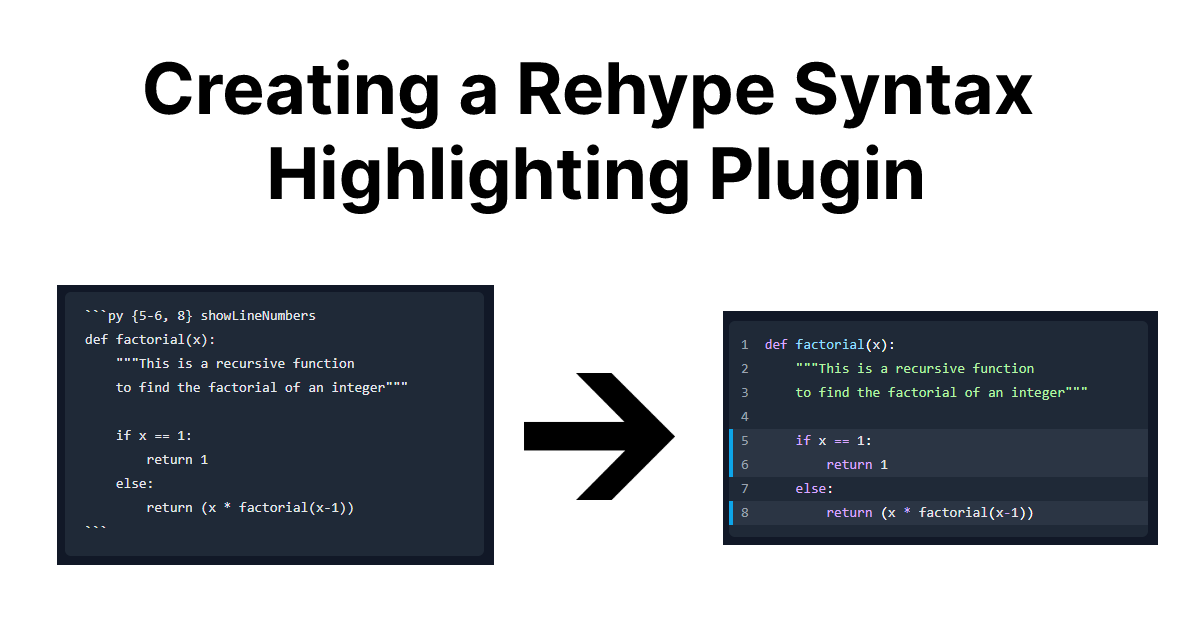 Creating a Rehype Syntax
Highlighting Plugin
```py {5-6, 8} showLineNumbers
def factorial(x):
    """This is a recursive function
    to find the factorial of an integer"""

    if x == 1:
        return 1
    else:
        return (x * factorial(x-1))
```
1 def factorial(x):
2     """This is a recursive function
3     to find the factorial of an integer"""
4
5     if x == 1:
6         return 1
7     else:
8         return (x * factorial(x-1))